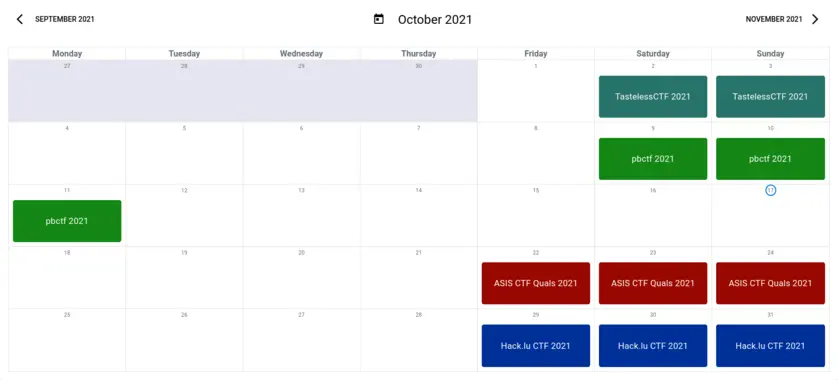 SEPTEMBER 2021 October 2021 NOVEMBER 2021
Monday Tuesday Wednesday Thursday Friday Saturday Sunday
27 28 29 30 1 2 3
TastelessCTF 2021 TastelessCTF 2021
4 5 6 7 8 9 10
pbctf 2021 pbctf 2021
11 12 13 14 15 16 17
pbctf 2021
18 19 20 21 22 23 24
ASIS CTF Quals 2021 ASIS CTF Quals 2021 ASIS CTF Quals 2021
25 26 27 28 29 30 31
Hack.lu CTF 2021 Hack.lu CTF 2021 Hack.lu CTF 2021